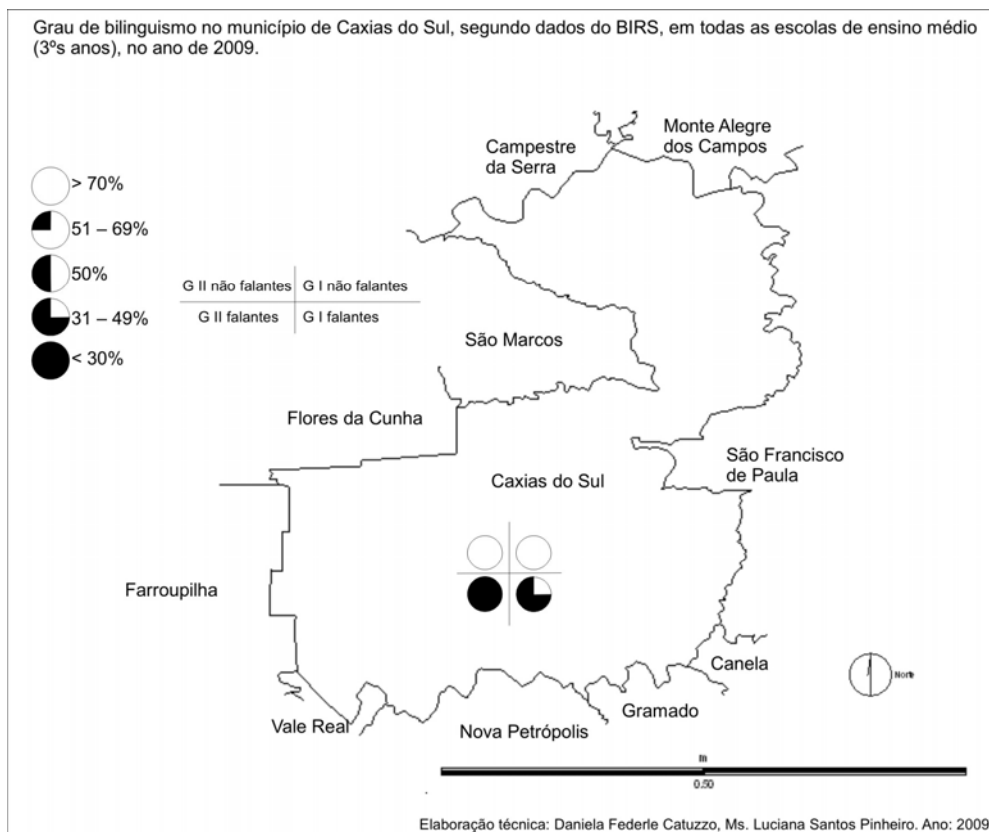 Grau de bilinguismo no município de Caxias do Sul, segundo dados do BIRS, em todas as escolas de ensino médio
(3ºs anos), no ano de 2009.
Monte Alegre
dos Campos
Campestre
da Serra
> 70%
51 – 69%
50%
31 – 49%
< 30%
G II não falantes
G I não falantes
G II falantes
G I falantes
São Marcos
Flores da Cunha
São Francisco
de Paula
Caxias do Sul
Farroupilha
Canela
Norte
Gramado
Vale Real
Nova Petrópolis
m
0.50
Elaboração técnica: Daniela Federle Catuzzo, Ms. Luciana Santos Pinheiro. Ano: 2009